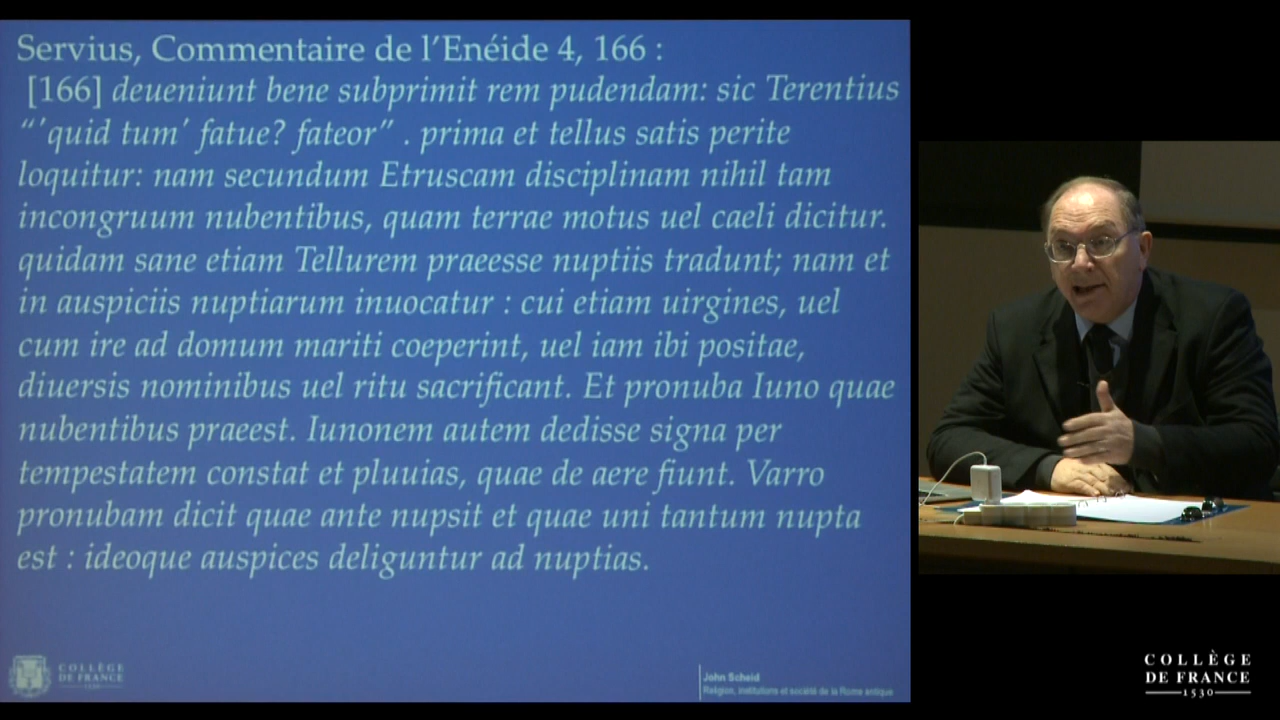 Servius, Commentaire de l'Enéide 4, 166 :
[166] deueniunt bene subprimit rem pudendam: sic Terentius
“'quid tum' fatue? fateor” . prima et tellus satis perite
loquitur: nam secundum Etruscam disciplinam nihil tam
incongruum nubentibus, quam terrae motus uel caeli dicitur.
quidam sane etiam Tellurem praeesse nuptiis tradunt; nam et
in auspiciis nuptiarum inuocatur : cui etiam uirgines, uel
cum ire ad domum mariti coeperint, uel iam ibi positae,
diuersis nominibus uel ritu sacrificant. Et pronuba Iuno quae
nubentibus praeest. Iunonem autem dedisse signa per
tempestatem constat et pluuias, quae de aere fiunt. Varro
pronubam dicit quae ante nupsit et quae uni tantum nupta
est : ideoque auspices deliguntur ad nuptias.
COLLÈGE
DE FRANCE
1530
John Scheid
Religion, institutions et société de la Rome antique
COLLÈGE
DE FRANCE
1530